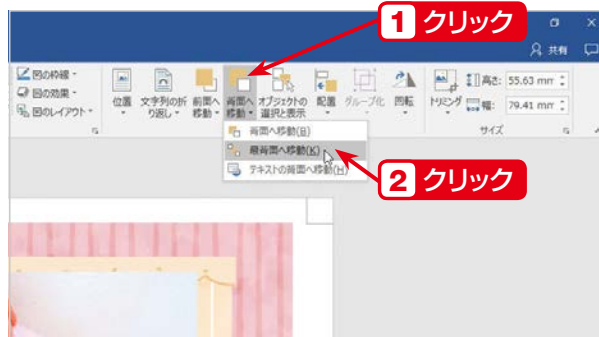 1 クリック
共有
図の枠線
図の効果
図のレイアウト
位置
文字列の折り返し
前面へ移動
背面へ移動
オブジェクトの選択と表示
配置
グループ化
回転
トリミング
高さ: 55.63 mm
幅: 79.41 mm
サイズ
背面へ移動(B)
最背面へ移動(K)
テキストの背面へ移動(H)
2 クリック